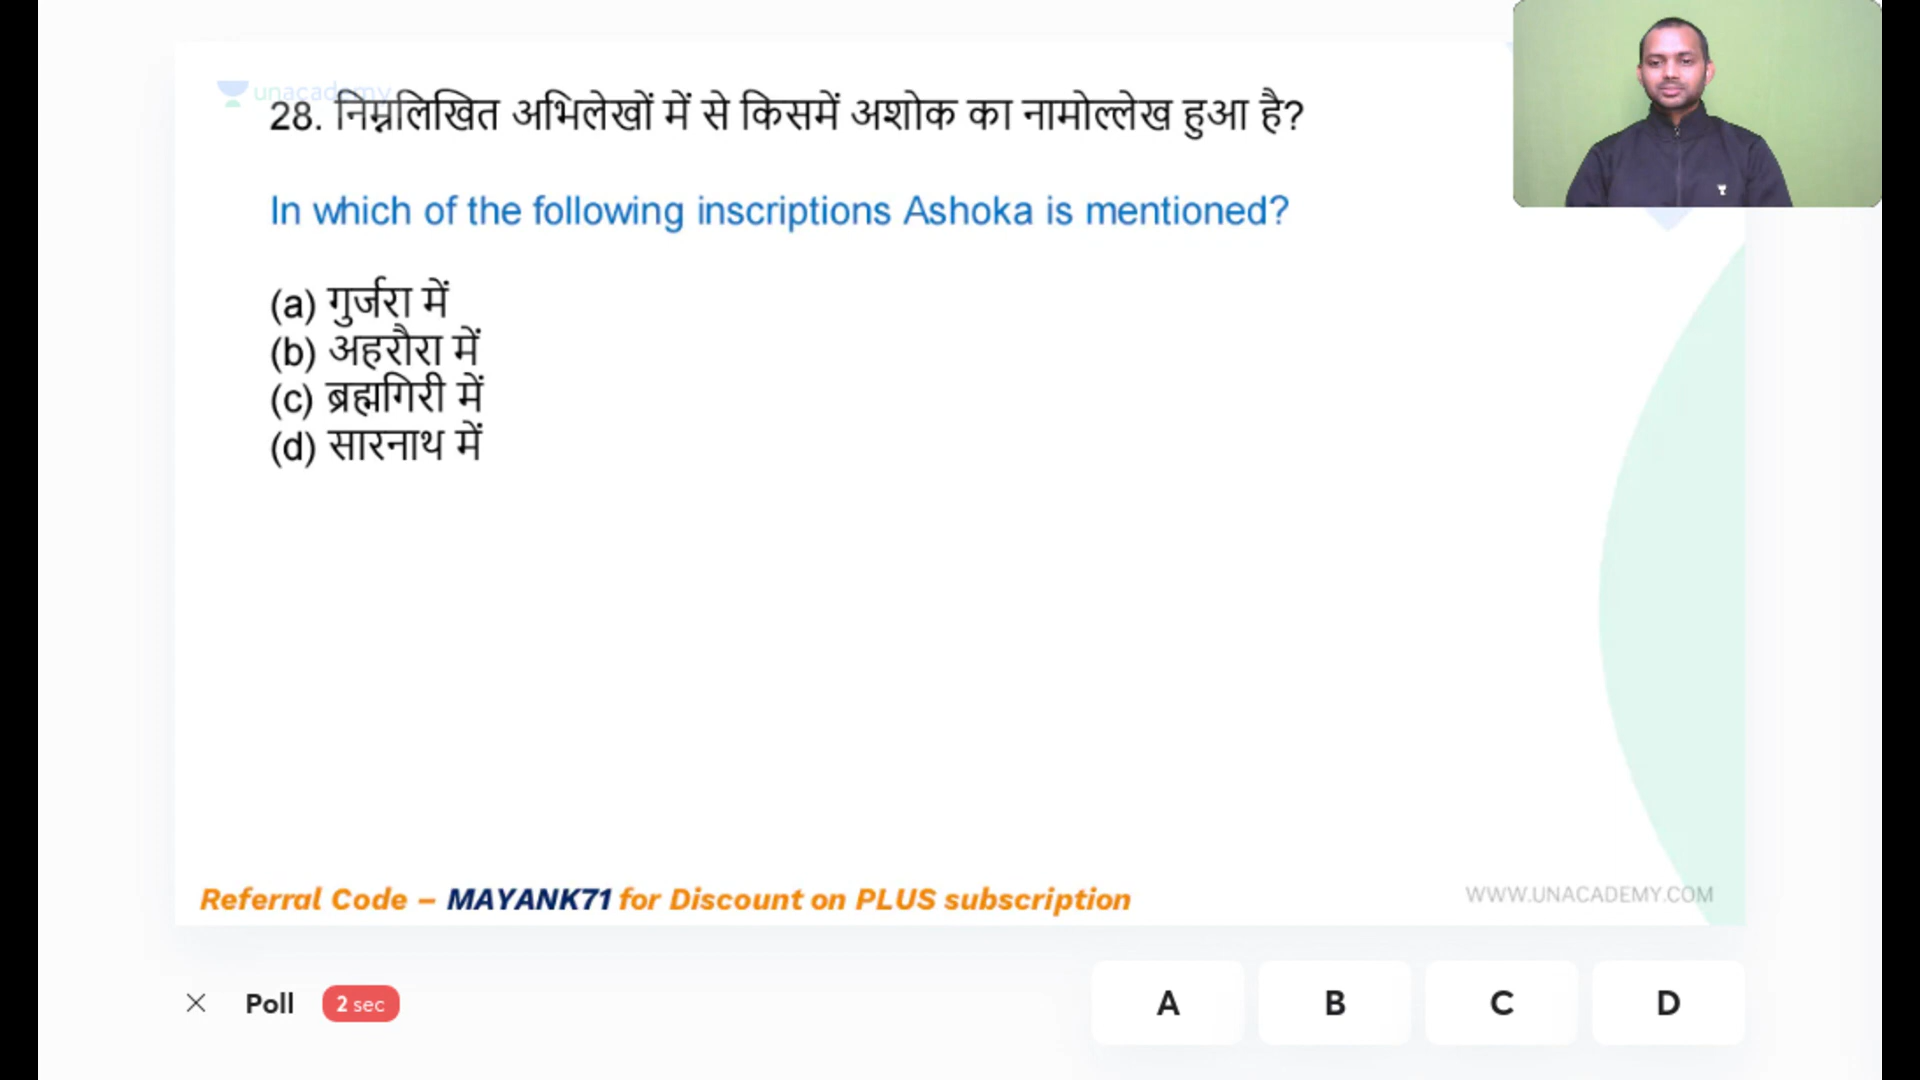 unacademy
28. निम्नलिखित अभिलेखों में से किसमें अशोक का नामोल्लेख हुआ है?
In which of the following inscriptions Ashoka is mentioned?
(a) गुर्जरा में
(b) अहरौरा में
(c) ब्रह्मगिरी में
(d) सारनाथ में
Referral Code – MAYANK71 for Discount on PLUS subscription
WWW.UNACADEMY.COM
Poll 2 sec A B C D